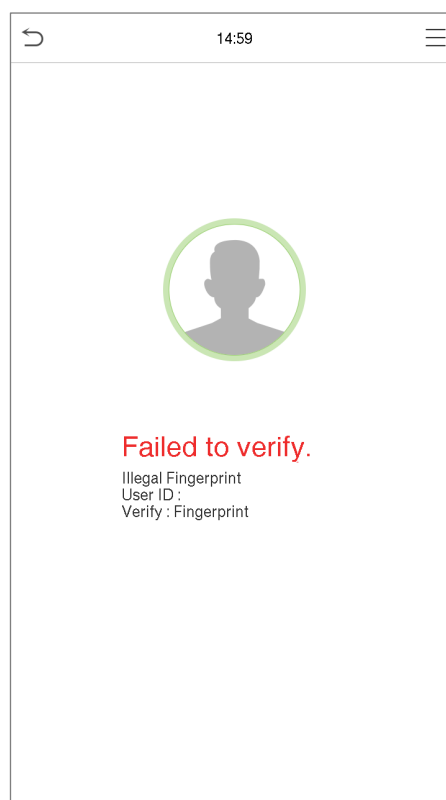 14:59
Failed to verify.
Illegal Fingerprint
User ID :
Verify : Fingerprint